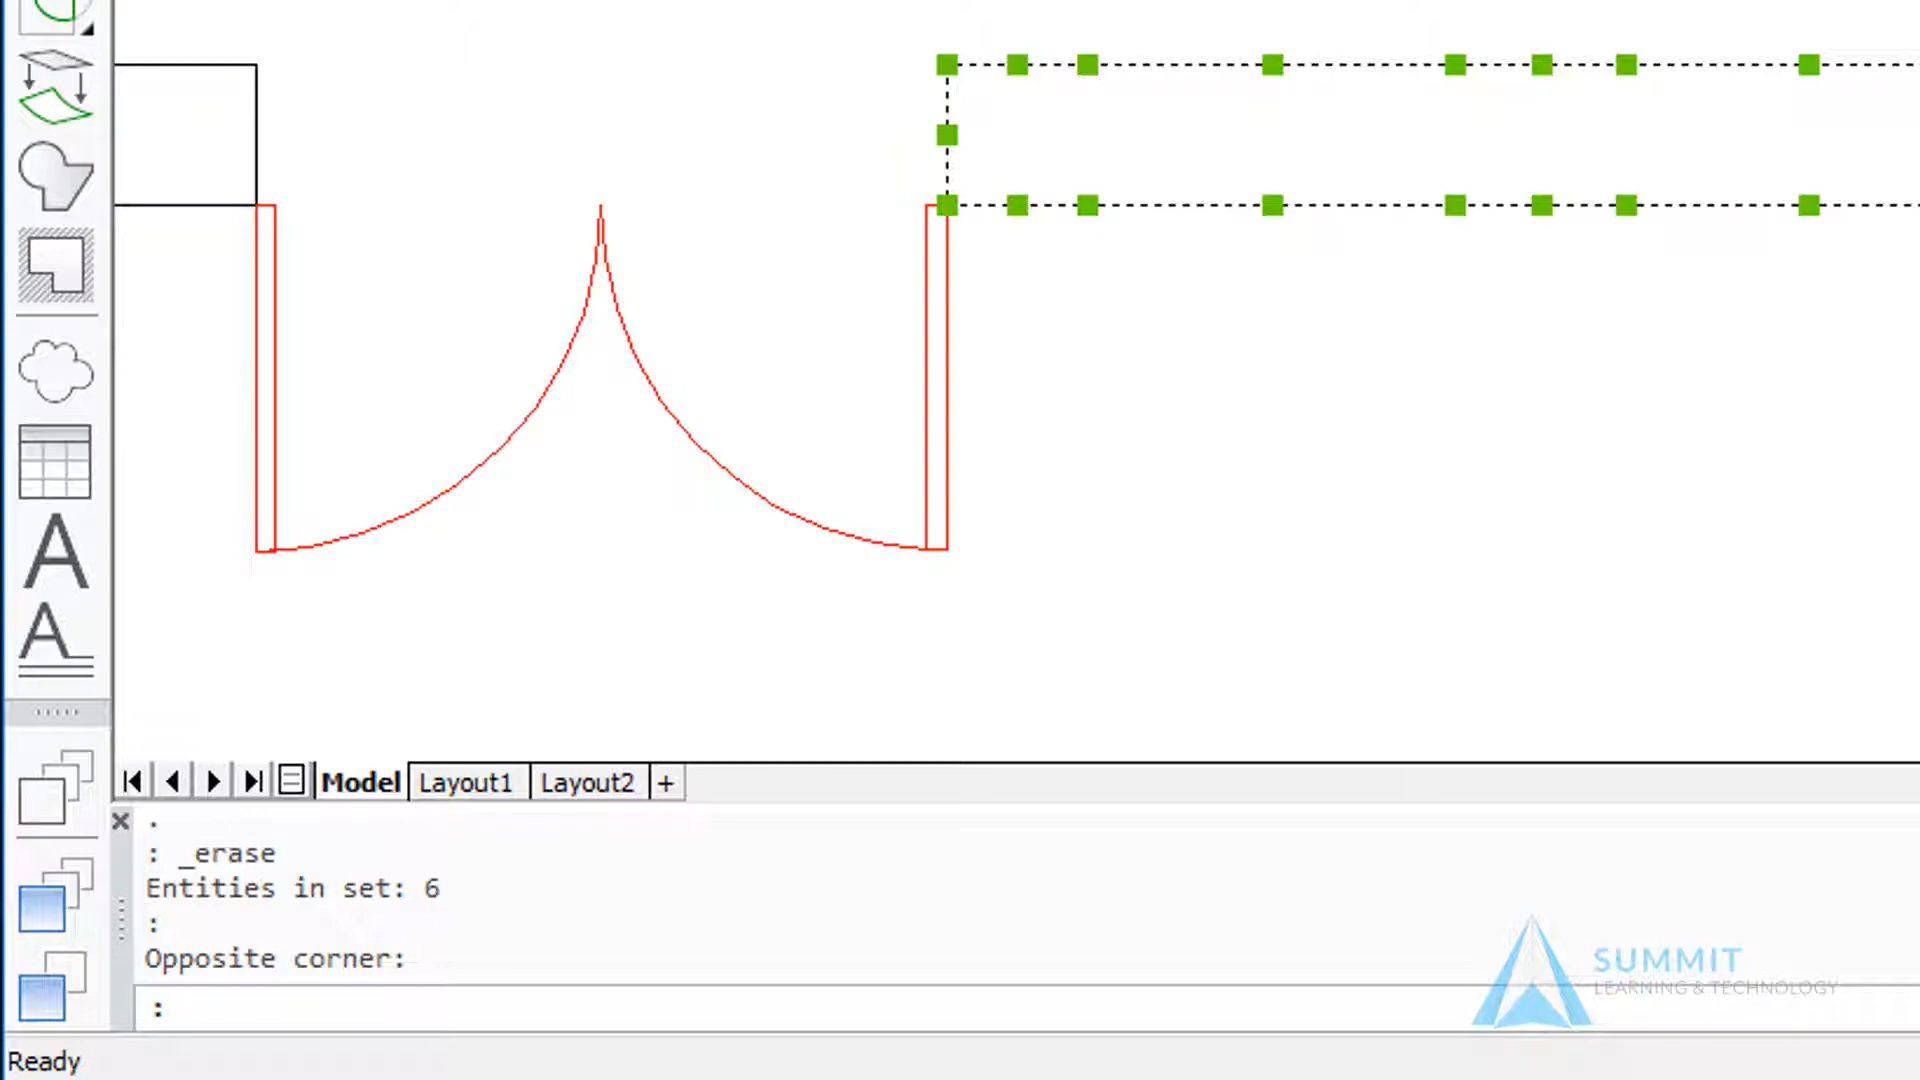 A
A
Model Layout1 Layout2 +
:
: _erase
Entities in set: 6
:
Opposite corner:
:
SUMMIT
LEARNING & TECHNOLOGY
Ready